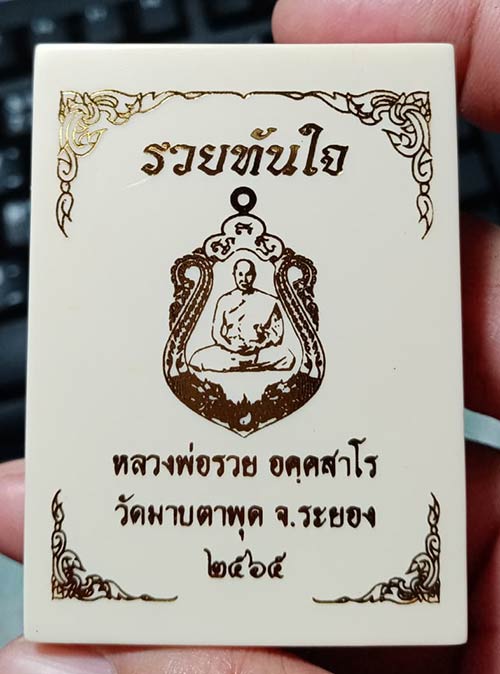 รวยทันใจ
หลวงพ่อรวย อคฺคสาโร
วัดมาบตาพุด จ.ระยอง
๒๕๖๕